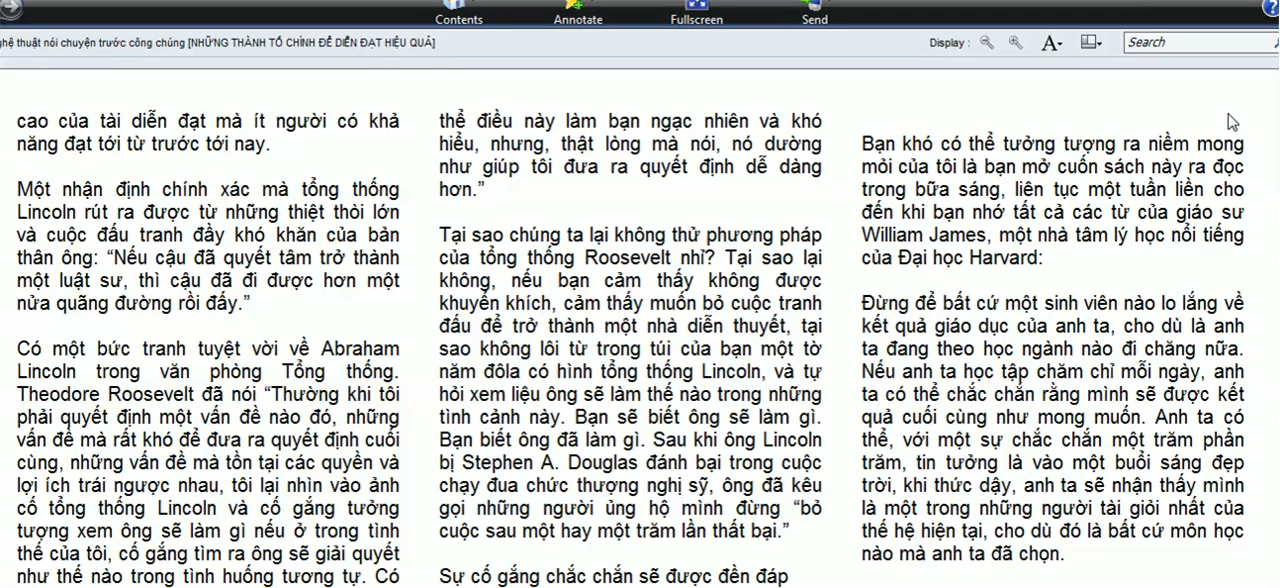 Contents
Annotate
Fullscreen
Send
ghệ thuật nói chuyện trước công chúng [NHỮNG THÀNH TỐ CHÍNH ĐỂ DIỄN ĐẠT HIỆU QUẢ]
Display :
A
Search
cao của tài diễn đạt mà ít người có khả
năng đạt tới từ trước tới nay.
Một nhận định chính xác mà tổng thống
Lincoln rút ra được từ những thiệt thòi lớn
và cuộc đấu tranh đầy khó khăn của bản
thân ông: “Nếu cậu đã quyết tâm trở thành
một luật sư, thì cậu đã đi được hơn một
nửa quãng đường rồi đấy.”
Có một bức tranh tuyệt vời về Abraham
Lincoln trong văn phòng Tổng thống.
Theodore Roosevelt đã nói “Thường khi tôi
phải quyết định một vấn đề nào đó, những
vấn đề mà rất khó để đưa ra quyết định cuối
cùng, những vấn đề mà tồn tại các quyền và
lợi ích trái ngược nhau, tôi lại nhìn vào ảnh
cố tổng thống Lincoln và cố gắng tưởng
tượng xem ông sẽ làm gì nếu ở trong tình
thế của tôi, cố gắng tìm ra ông sẽ giải quyết
như thế nào trong tình huống tương tự. Có
thể điều này làm bạn ngạc nhiên và khó
hiểu, nhưng, thật lòng mà nói, nó dường
như giúp tôi đưa ra quyết định dễ dàng
hơn.”
Tại sao chúng ta lại không thử phương pháp
của tổng thống Roosevelt nhỉ? Tại sao lại
không, nếu bạn cảm thấy không được
khuyến khích, cảm thấy muốn bỏ cuộc tranh
đấu để trở thành một nhà diễn thuyết, tại
sao không lôi từ trong túi của bạn một tờ
năm đôla có hình tổng thống Lincoln, và tự
hỏi xem liệu ông sẽ làm thế nào trong những
tình cảnh này. Bạn sẽ biết ông sẽ làm gì.
Bạn biết ông đã làm gì. Sau khi ông Lincoln
bị Stephen A. Douglas đánh bại trong cuộc
chạy đua chức thượng nghị sỹ, ông đã kêu
gọi những người ủng hộ mình đừng “bỏ
cuộc sau một hay một trăm lần thất bại.”
Sự cố gắng chắc chắn sẽ được đền đáp
Bạn khó có thể tưởng tượng ra niềm mong
mỏi của tôi là bạn mở cuốn sách này ra đọc
trong bữa sáng, liên tục một tuần liền cho
đến khi bạn nhớ tất cả các từ của giáo sư
William James, một nhà tâm lý học nổi tiếng
của Đại học Harvard:
Đừng để bất cứ một sinh viên nào lo lắng về
kết quả giáo dục của anh ta, cho dù là anh
ta đang theo học ngành nào đi chăng nữa.
Nếu anh ta học tập chăm chỉ mỗi ngày, anh
ta có thể chắc chắn rằng mình sẽ được kết
quả cuối cùng như mong muốn. Anh ta có
thể, với một sự chắc chắn một trăm phần
trăm, tin tưởng là vào một buổi sáng đẹp
trời, khi thức dậy, anh ta sẽ nhận thấy mình
là một trong những người tài giỏi nhất của
thế hệ hiện tại, cho dù đó là bất cứ môn học
nào mà anh ta đã chọn.